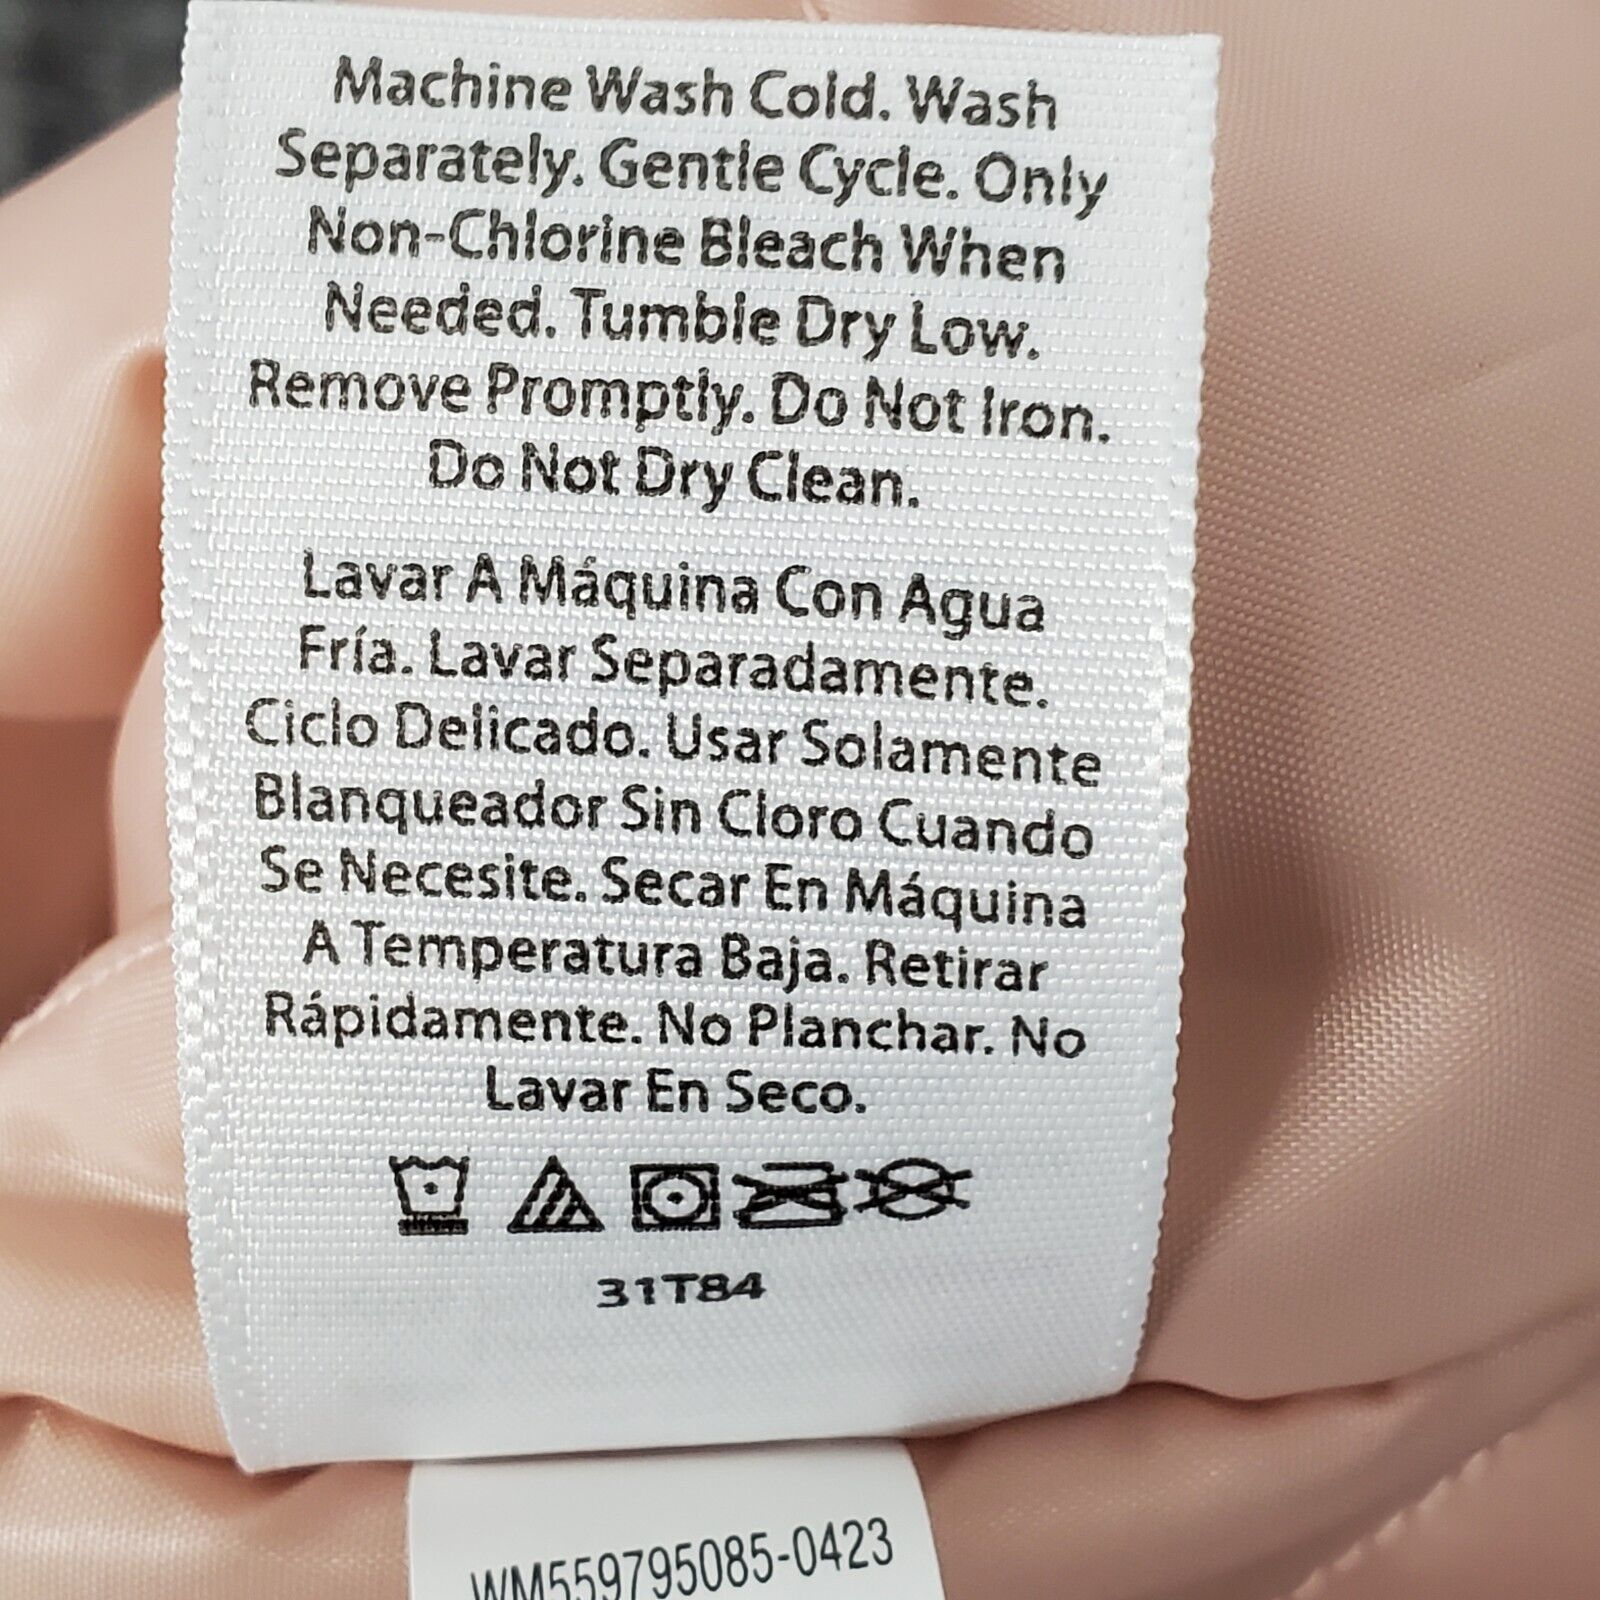 Machine Wash Cold. Wash
Separately. Gentle Cycle. Only
Non-Chlorine Bleach When
Needed. Tumble Dry Low.
Remove Promptly. Do Not Iron.
Do Not Dry Clean.
Lavar A Máquina Con Agua
Fría. Lavar Separadamente.
Ciclo Delicado. Usar Solamente
Blanqueador Sin Cloro Cuando
Se Necesite. Secar En Máquina
A Temperatura Baja. Retirar
Rápidamente. No Planchar. No
Lavar En Seco.
31T84
WM559795085-0423